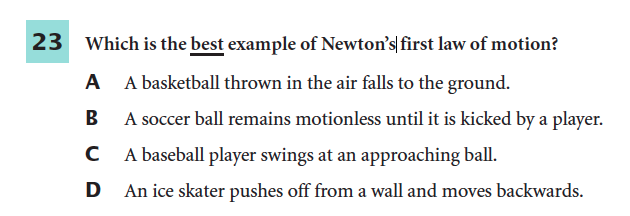 23 Which is the best example of Newton's first law of motion?
A A basketball thrown in the air falls to the ground.
B A soccer ball remains motionless until it is kicked by a player.
C A baseball player swings at an approaching ball.
D An ice skater pushes off from a wall and moves backwards.